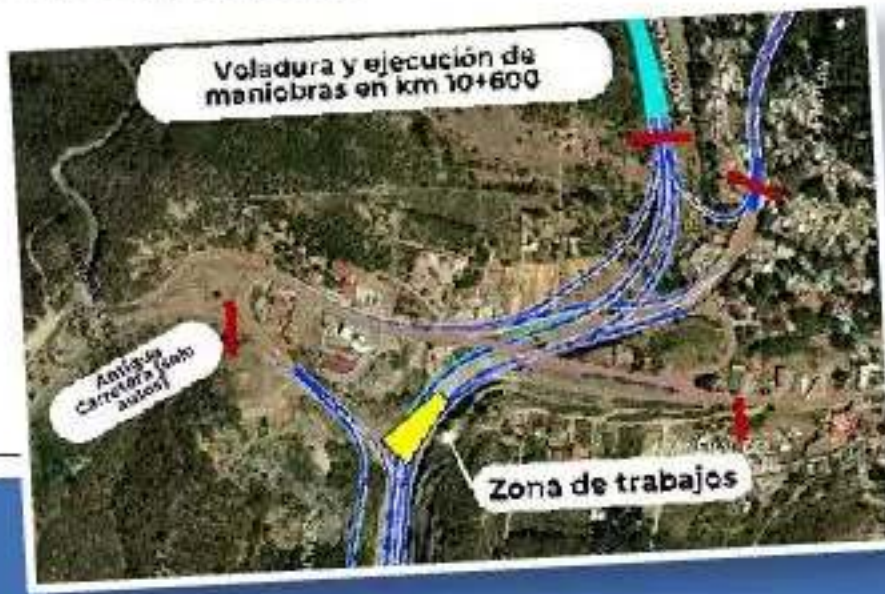 Voladura y ejecución de
maniobras en km 10+600
Antigua
Carretera (solo
autos)
Zona de trabajos